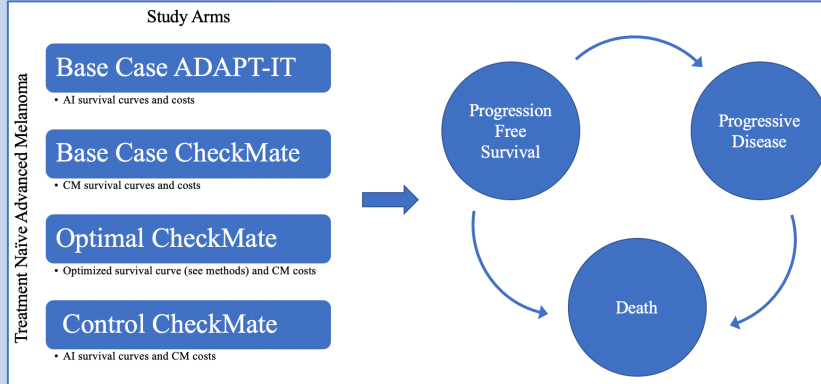 Study Arms
Treatment Naïve Advanced Melanoma
Base Case ADAPT-IT
• AI survival curves and costs
Base Case CheckMate
• CM survival curves and costs
Optimal CheckMate
• Optimized survival curve (see methods) and CM costs
Control CheckMate
• AI survival curves and CM costs
Progression
Free
Survival
Progressive
Disease
Death